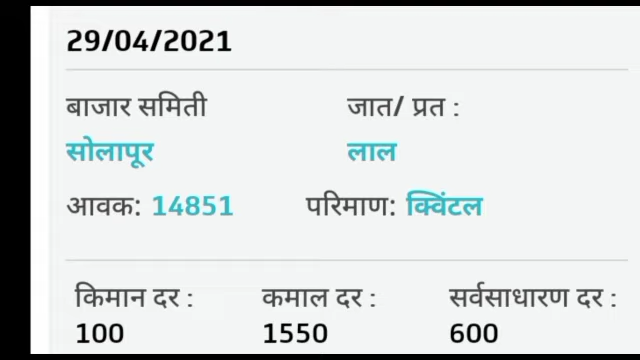 29/04/2021
बाजार समिती जात/ प्रत :
सोलापूर लाल
आवक: 14851 परिमाण: क्विंटल
किमान दर : कमाल दर : सर्वसाधारण दर :
100 1550 600